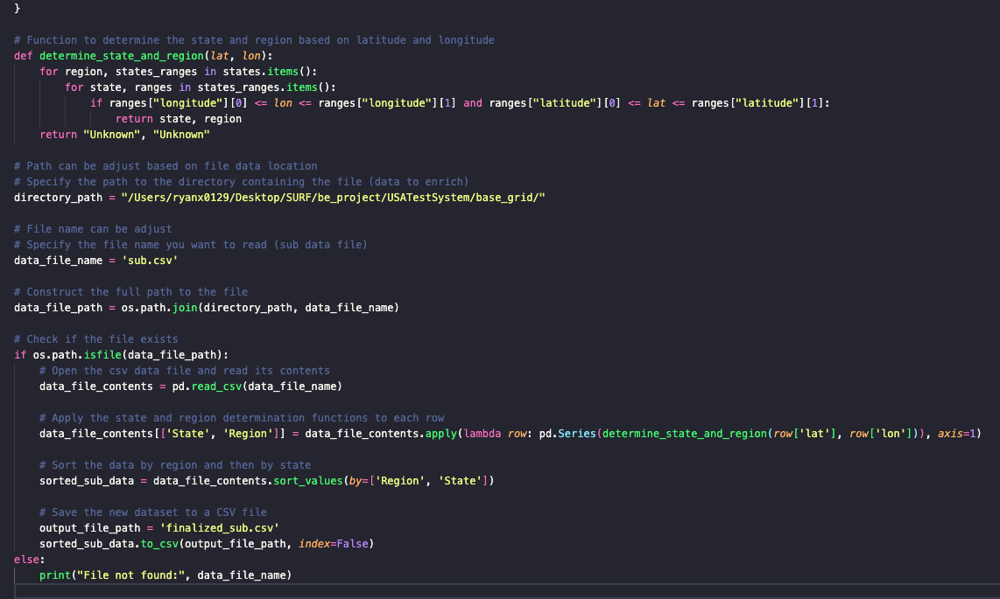 }
# Function to determine the state and region based on latitude and longitude
def determine_state_and_region(lat, lon):
    for region, states_ranges in states.items():
        for state, ranges in states_ranges.items():
            if ranges["longitude"][0] <= lon <= ranges["longitude"][1] and ranges["latitude"][0] <= lat <= ranges["latitude"][1]:
                return state, region
    return "Unknown", "Unknown"
# Path can be adjust based on file data location
# Specify the path to the directory containing the file (data to enrich)
directory_path = "/Users/ryanx0129/Desktop/SURF/be_project/USATestSystem/base_grid/"
# File name can be adjust
# Specify the file name you want to read (sub data file)
data_file_name = 'sub.csv'
# Construct the full path to the file
data_file_path = os.path.join(directory_path, data_file_name)
# Check if the file exists
if os.path.isfile(data_file_path):
    # Open the csv data file and read its contents
    data_file_contents = pd.read_csv(data_file_name)
    # Apply the state and region determination functions to each row
    data_file_contents[['State', 'Region']] = data_file_contents.apply(lambda row: pd.Series(determine_state_and_region(row['lat'], row['lon'])), axis=1)
    # Sort the data by region and then by state
    sorted_sub_data = data_file_contents.sort_values(by=['Region', 'State'])
    # Save the new dataset to a CSV file
    output_file_path = 'finalized_sub.csv'
    sorted_sub_data.to_csv(output_file_path, index=False)
else:
    print("File not found:", data_file_name)